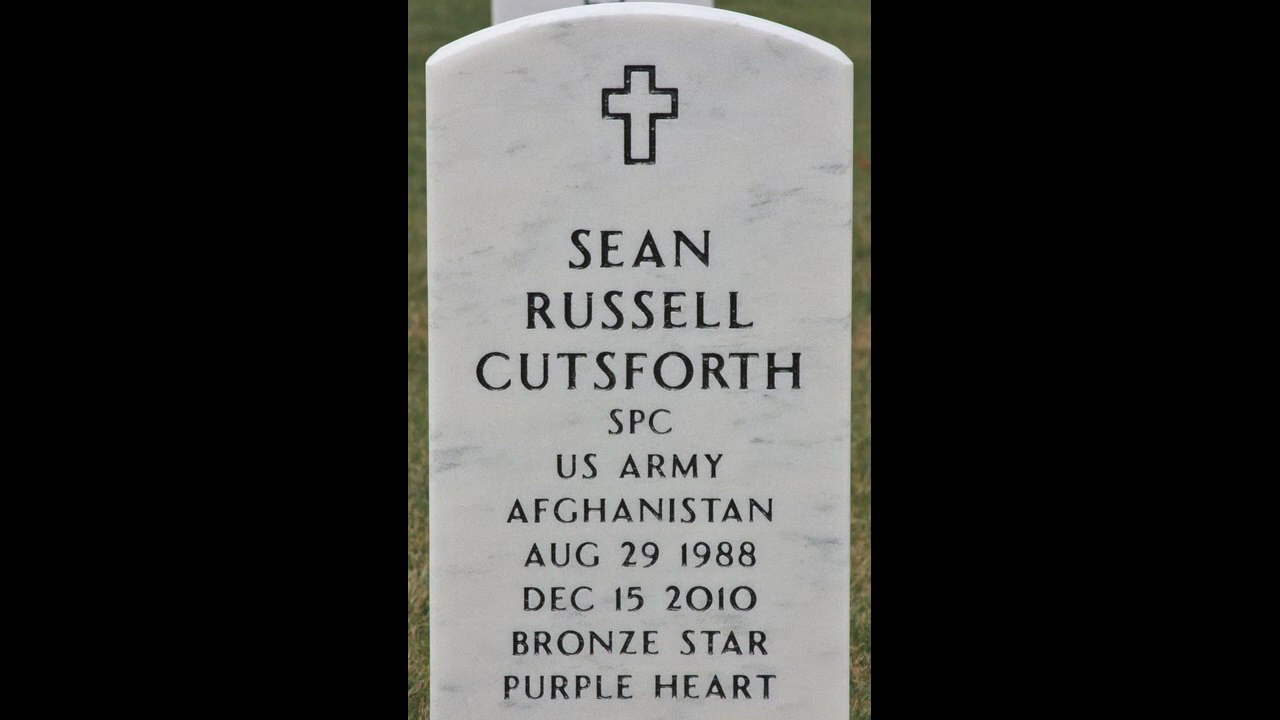 SEAN
RUSSELL
CUTSFORTH
SPC
US ARMY
AFGHANISTAN
AUG 29 1988
DEC 15 2010
BRONZE STAR
PURPLE HEART